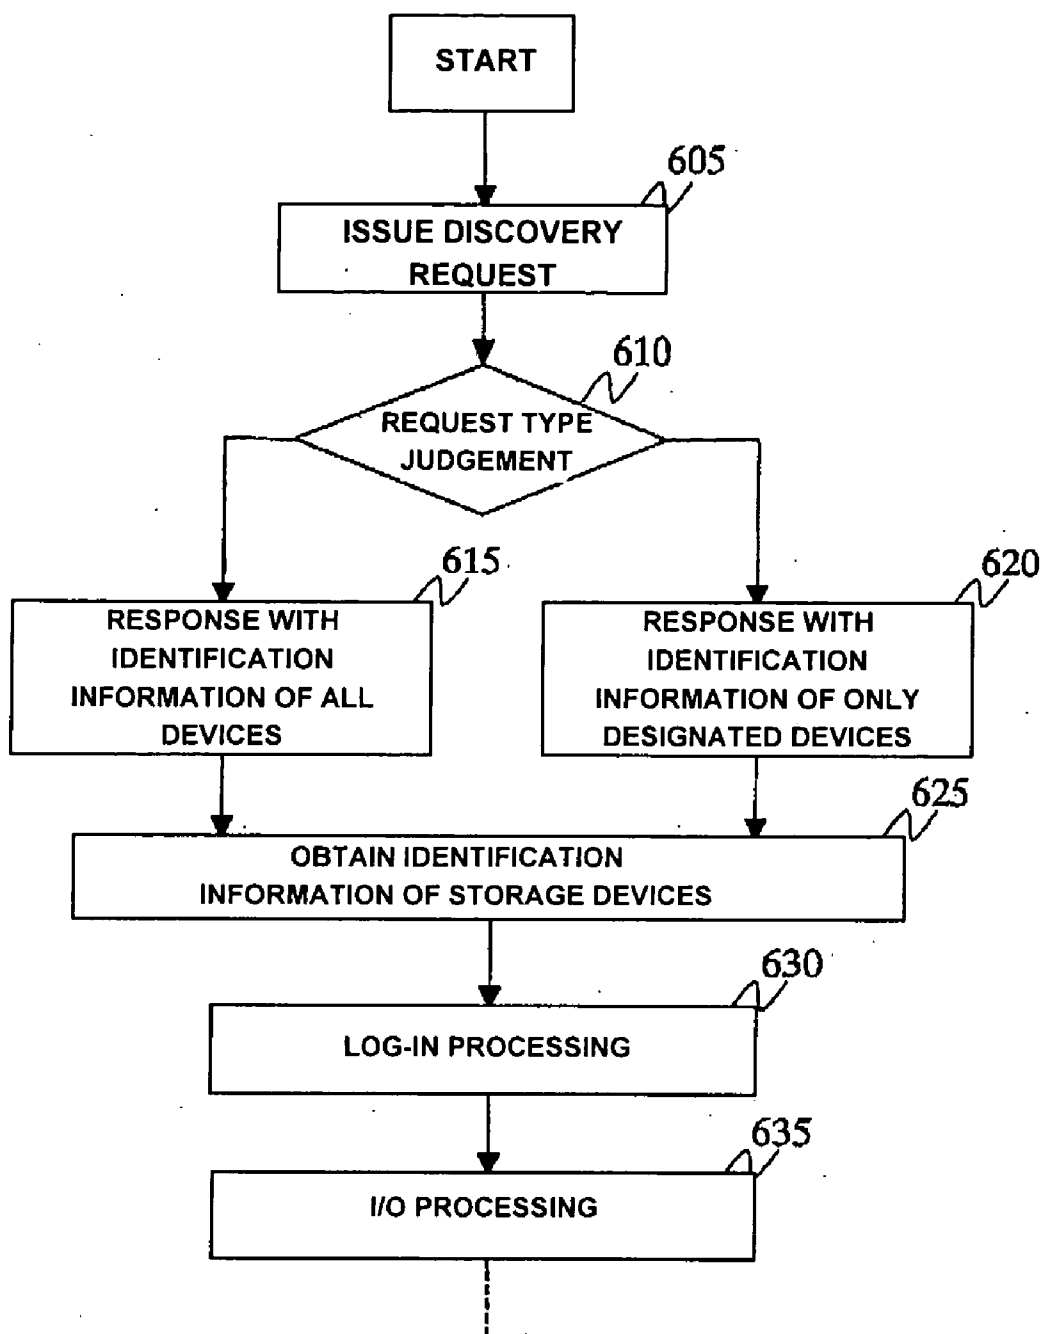 START
605
ISSUE DISCOVERY
REQUEST
610
REQUEST TYPE
JUDGEMENT
615
RESPONSE WITH
IDENTIFICATION
INFORMATION OF ALL
DEVICES
620
RESPONSE WITH
IDENTIFICATION
INFORMATION OF ONLY
DESIGNATED DEVICES
625
OBTAIN IDENTIFICATION
INFORMATION OF STORAGE DEVICES
630
LOG-IN PROCESSING
635
I/O PROCESSING